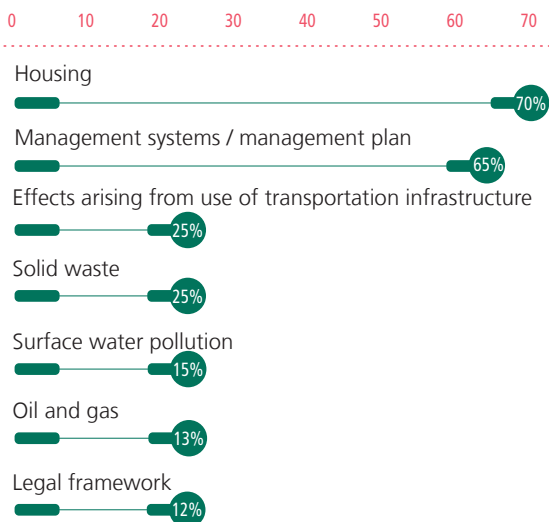 0 10 20 30 40 50 60 70
Housing
70%
Management systems / management plan
65%
Effects arising from use of transportation infrastructure
25%
Solid waste
25%
Surface water pollution
15%
Oil and gas
13%
Legal framework
12%